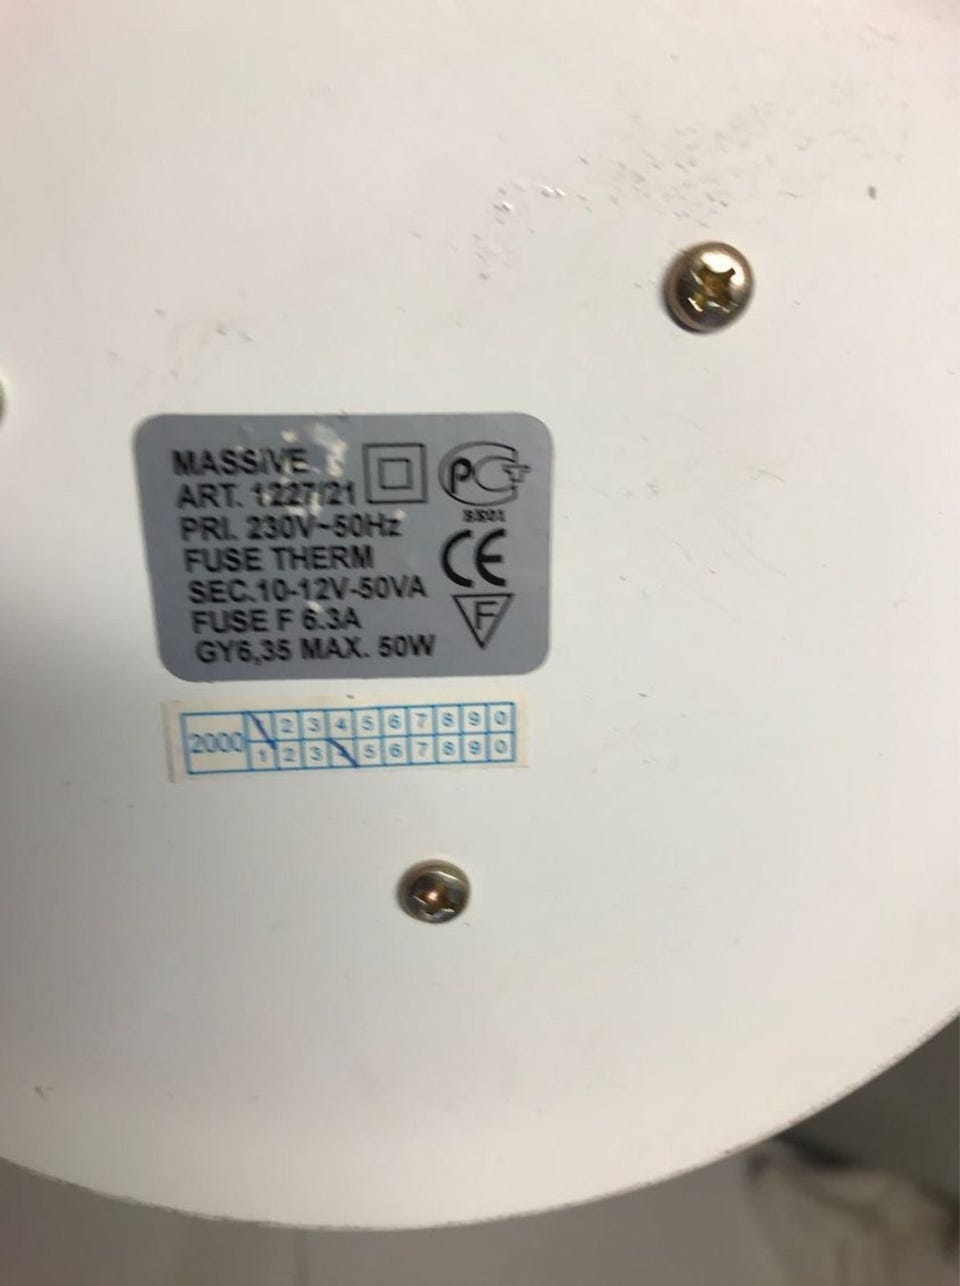 MASSIVE
ART. 1227/21
PRI. 230V~50Hz
FUSE THERM
SEC.10-12V-50VA
FUSE F 6.3A
GY6,35 MAX. 50W
PCT
CE
F
2000
1 2 3 4 5 6 7 8 9 0
1 2 3 4 5 6 7 8 9 0